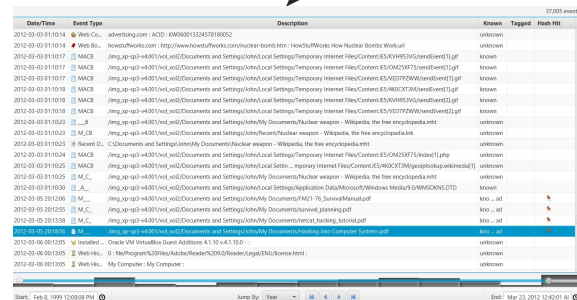 37,005 event
Date/Time Event Type Description Known Tagged Hash Hit
2012-03-03 01:10:14 Web Co... advertising.com : ACID : KW060013324578180052 unknown
2012-03-03 01:10:14 Web Bo... howstuffworks.com : http://www.howstuffworks.com/nuclear-bomb.htm : HowStuffWorks How Nuclear Bombs Work.url unknown
2012-03-03 01:10:17 MACB /img_xp-sp3-v4.001/vol_vol2/Documents and Settings/John/Local Settings/Temporary Internet Files/Content.IE5/KVH953VG/sendEvent[1].gif known
2012-03-03 01:10:17 MACB /img_xp-sp3-v4.001/vol_vol2/Documents and Settings/John/Local Settings/Temporary Internet Files/Content.IE5/OM25XF75/sendEvent[1].gif known
2012-03-03 01:10:17 MACB /img_xp-sp3-v4.001/vol_vol2/Documents and Settings/John/Local Settings/Temporary Internet Files/Content.IE5/VED7PZWW/sendEvent[1].gif known
2012-03-03 01:10:18 MACB /img_xp-sp3-v4.001/vol_vol2/Documents and Settings/John/Local Settings/Temporary Internet Files/Content.IE5/4K0CXT3M/sendEvent[1].gif known
2012-03-03 01:10:18 MACB /img_xp-sp3-v4.001/vol_vol2/Documents and Settings/John/Local Settings/Temporary Internet Files/Content.IE5/KVH953VG/sendEvent[2].gif known
2012-03-03 01:10:18 MACB /img_xp-sp3-v4.001/vol_vol2/Documents and Settings/John/Local Settings/Temporary Internet Files/Content.IE5/VED7PZWW/sendEvent[2].gif known
2012-03-03 01:10:23 ___B /img_xp-sp3-v4.001/vol_vol2/Documents and Settings/John/My Documents/Nuclear weapon - Wikipedia, the free encyclopedia.mht unknown
2012-03-03 01:10:23 M_CB /img_xp-sp3-v4.001/vol_vol2/Documents and Settings/John/Recent/Nuclear weapon - Wikipedia, the free encyclopedia.lnk unknown
2012-03-03 01:10:23 Recent D... C:\Documents and Settings\John\My Documents\Nuclear weapon - Wikipedia, the free encyclopedia.mht unknown
2012-03-03 01:10:24 MACB /img_xp-sp3-v4.001/vol_vol2/Documents and Settings/John/Local Settings/Temporary Internet Files/Content.IE5/OM25XF75/index[1].php unknown
2012-03-03 01:10:25 MACB /img_xp-sp3-v4.001/vol_vol2/Documents and Settings/John/Local Settin ... mporary Internet Files/Content.IE5/4K0CXT3M/geoiplookup.wikimedia[1] unknown
2012-03-03 01:10:25 M_C_ /img_xp-sp3-v4.001/vol_vol2/Documents and Settings/John/My Documents/Nuclear weapon - Wikipedia, the free encyclopedia.mht unknown
2012-03-03 01:10:30 _A__ /img_xp-sp3-v4.001/vol_vol2/Documents and Settings/John/Local Settings/Application Data/Microsoft/Windows Media/9.0/WMSDKNS.DTD known
2012-03-05 20:12:06 M_C_ /img_xp-sp3-v4.001/vol_vol2/Documents and Settings/John/My Documents/FM21-76_SurvivalManual.pdf kno ... ad
2012-03-05 20:12:55 M_C_ /img_xp-sp3-v4.001/vol_vol2/Documents and Settings/John/My Documents/survival_planning.pdf kno ... ad
2012-03-05 20:13:58 M_C_ /img_xp-sp3-v4.001/vol_vol2/Documents and Settings/John/My Documents/netcat_hacking_tutorial.pdf kno ... ad
2012-03-05 20:18:56 M___ /img_xp-sp3-v4.001/vol_vol2/Documents and Settings/John/My Documents/Hacking Into Computer Systems.pdf kno ... ad
2012-03-06 00:12:05 Installed ... Oracle VM VirtualBox Guest Additions 4.1.10 v.4.1.10.0 : : unknown
2012-03-06 00:13:05 Web His... 0 : file/Program%20Files/Adobe/Reader%209.0/Reader/Legal/ENU/license.html : unknown
2012-03-06 00:13:05 Web His... My Computer : My Computer : unknown
Start: Feb 8, 1999 12:08:08 PM Jump By: Year End: Mar 23, 2012 12:42:01 A